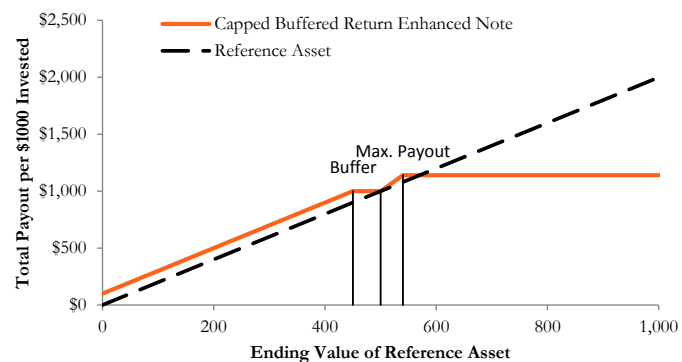 $2,500
Capped Buffered Return Enhanced Note
Reference Asset
$2,000
$1,500
Max. Payout
Buffer
$1,000
$500
$0
0 200 400 600 800 1,000
Ending Value of Reference Asset
Total Payout per $1000 Invested